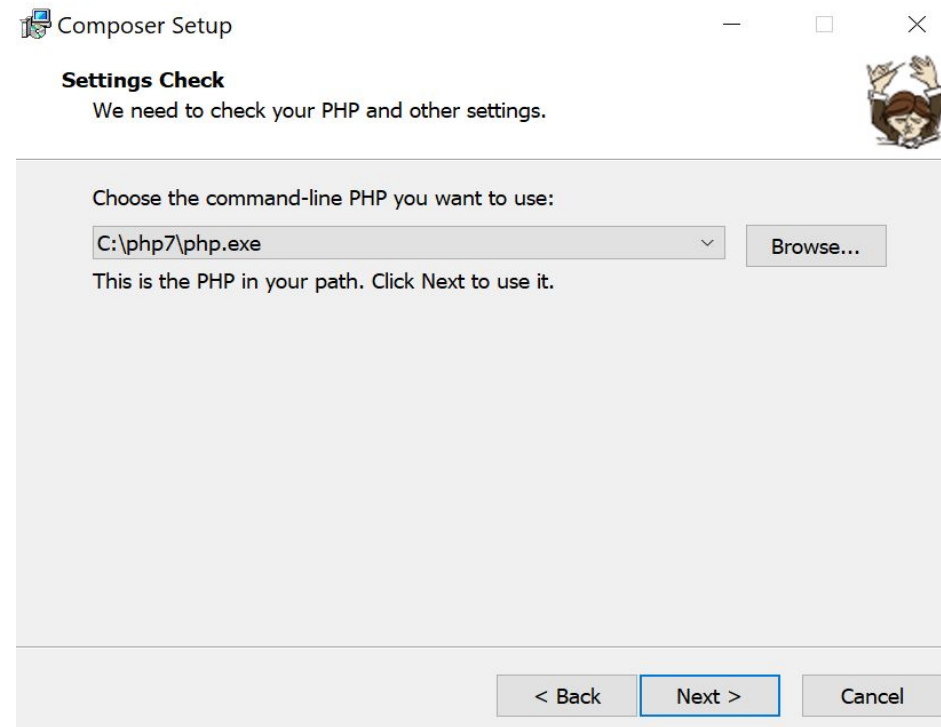 Composer Setup
Settings Check
We need to check your PHP and other settings.
Choose the command-line PHP you want to use:
C:\php7\php.exe
Browse...
This is the PHP in your path. Click Next to use it.
< Back
Next >
Cancel